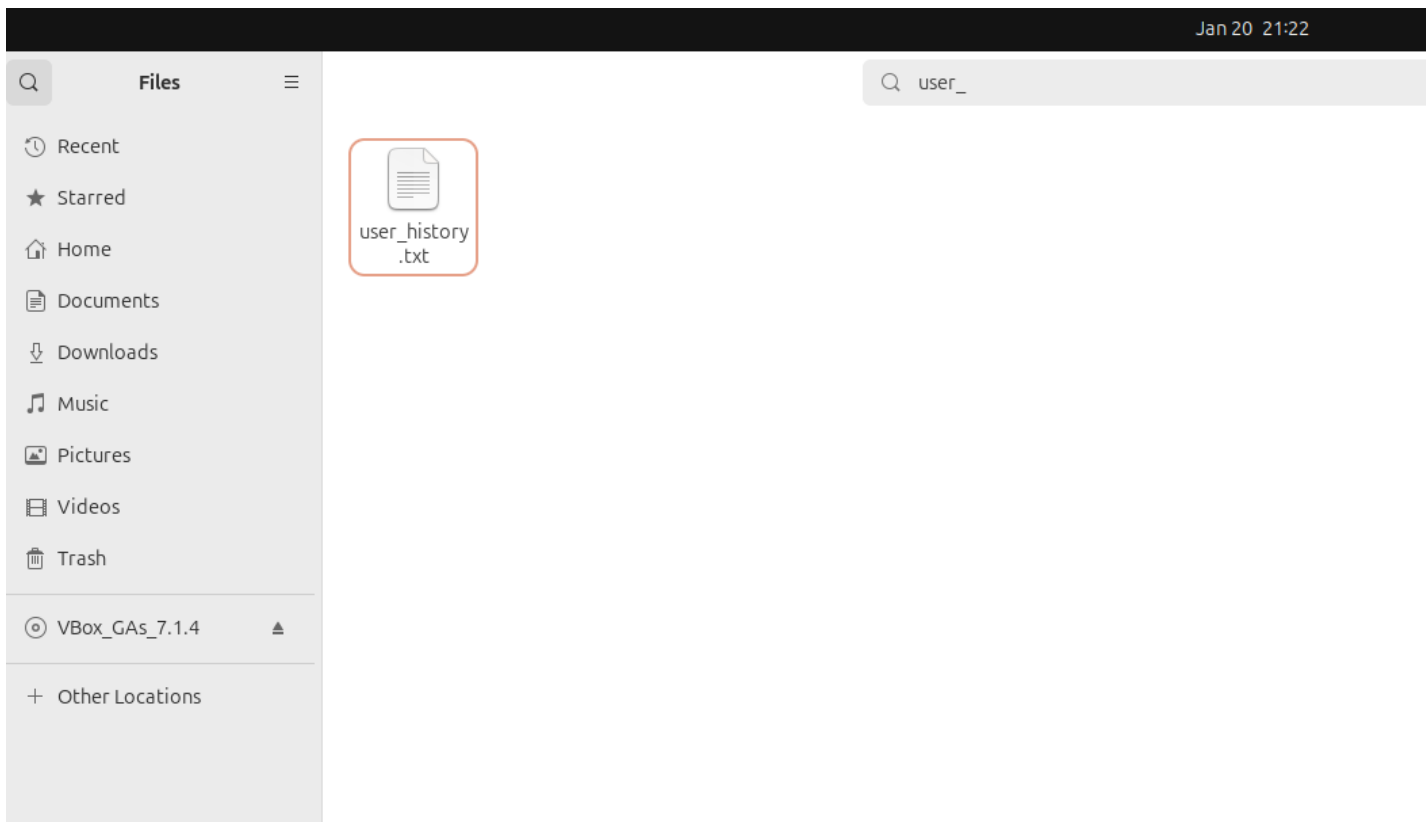 Jan 20 21:22
Files
user_
Recent
Starred
Home
Documents
Downloads
Music
Pictures
Videos
Trash
VBox_GAs_7.1.4
Other Locations
user_history
.txt